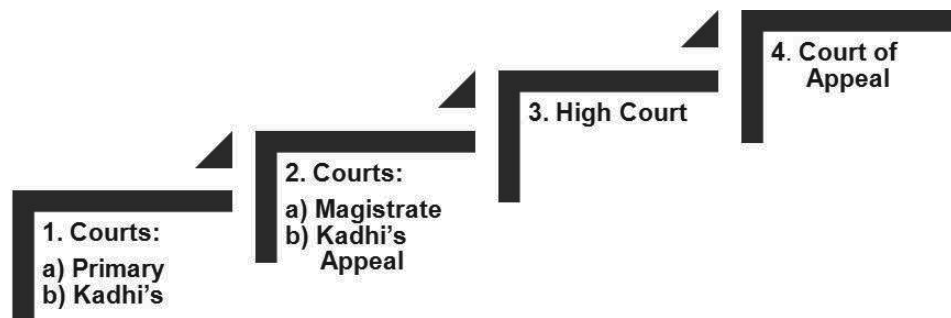 1. Courts:
a) Primary
b) Kadhi's
2. Courts:
a) Magistrate
b) Kadhi's
Appeal
3. High Court
4. Court of
Appeal